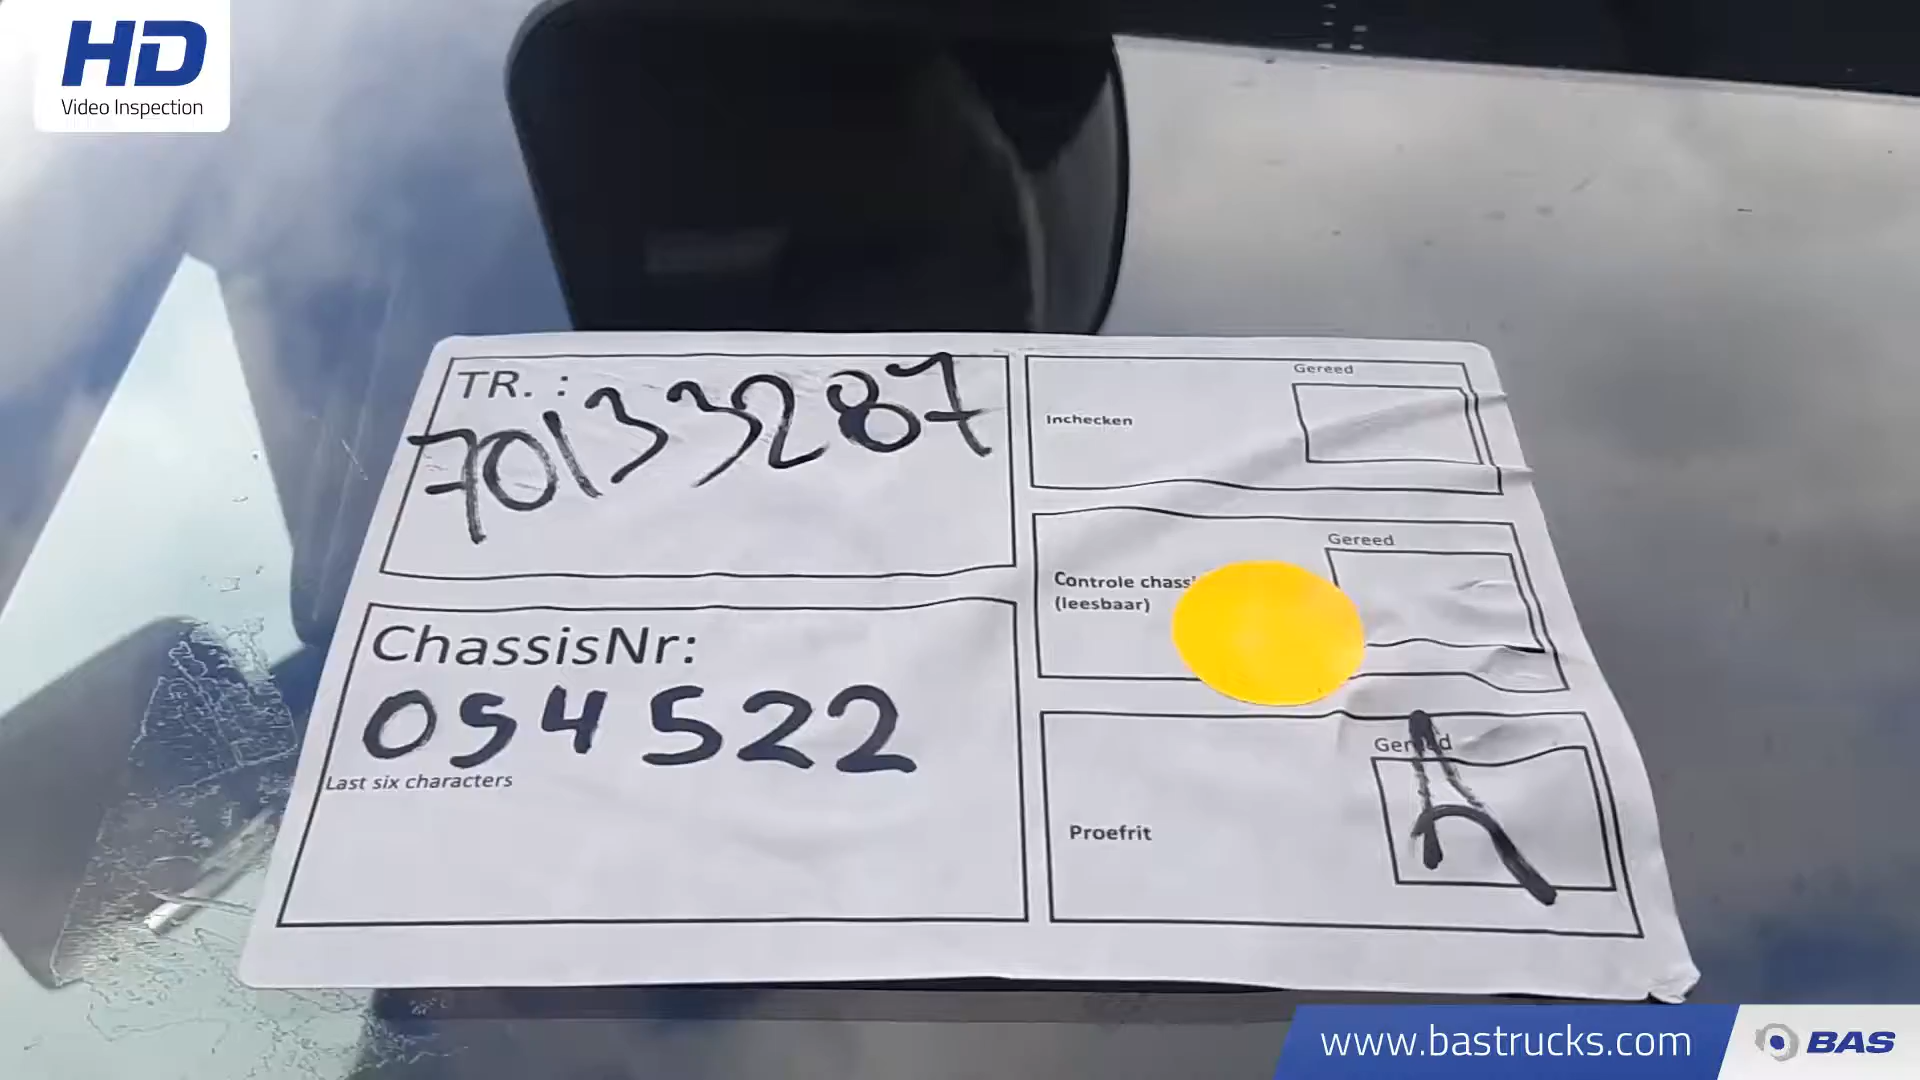 HD
Video Inspection
TR. :
70133287
ChassisNr:
054522
Last six characters
Gereed
Inchecken
Gereed
Controle chass
(leesbaar)
Gereed
Proefrit
www.bastrucks.com
BAS